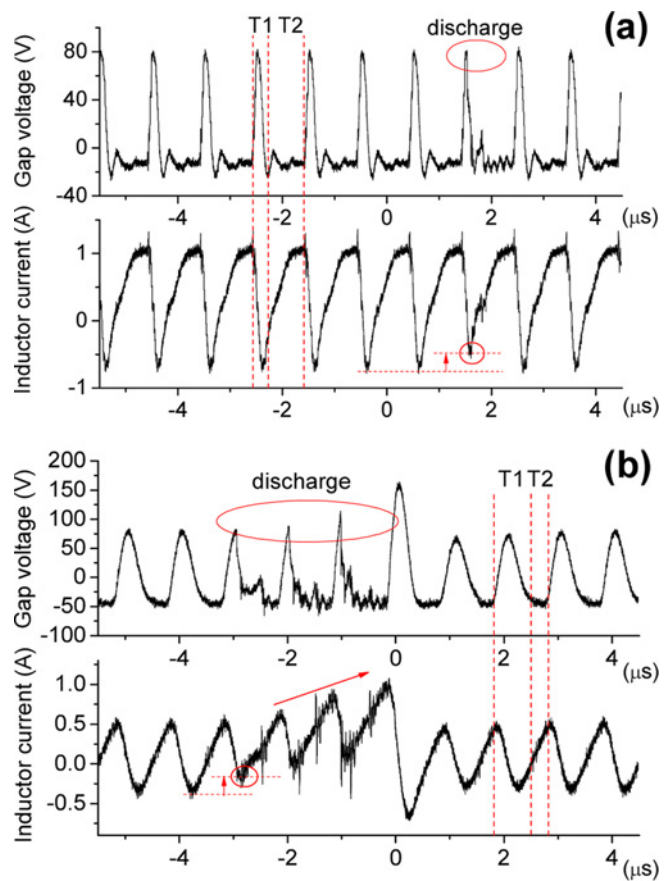 T1 T2 discharge (a)
Gap voltage (V)
80
40
0
-40
-4 -2 0 2 4 (μs)
Inductor current (A)
1
0
-1
-4 -2 0 2 4 (μs)
(b)
discharge T1 T2
Gap voltage (V)
200
150
100
50
0
-50
-100
-4 -2 0 2 4 (μs)
Inductor current (A)
1.0
0.5
0.0
-0.5
-4 -2 0 2 4 (μs)